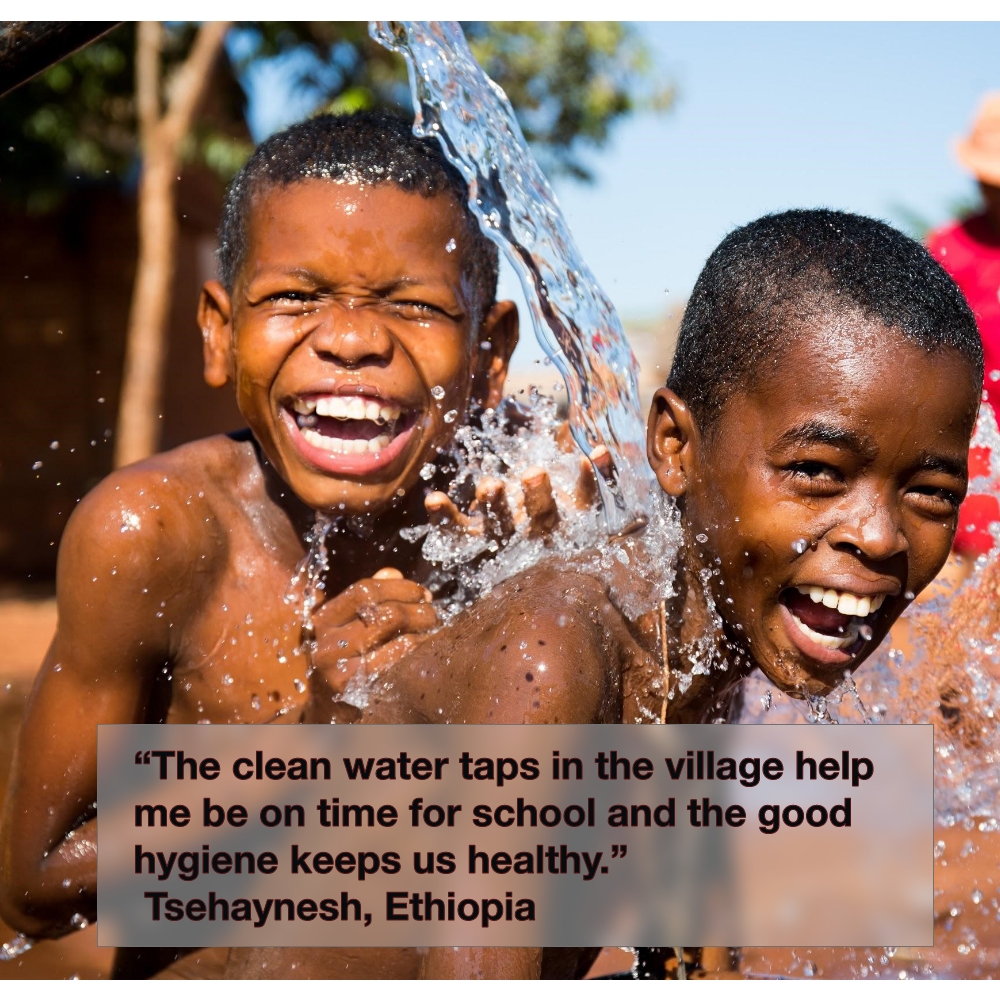 “The clean water taps in the village help
me be on time for school and the good
hygiene keeps us healthy.”
Tsehaynesh, Ethiopia